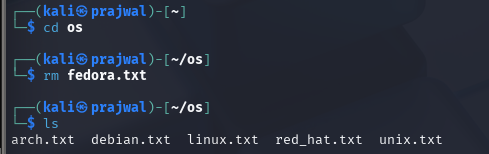 ┌──(kali㉿prajwal)-[~]
└─$ cd os
┌──(kali㉿prajwal)-[~/os]
└─$ rm fedora.txt
┌──(kali㉿prajwal)-[~/os]
└─$ ls
arch.txt  debian.txt  linux.txt  red_hat.txt  unix.txt